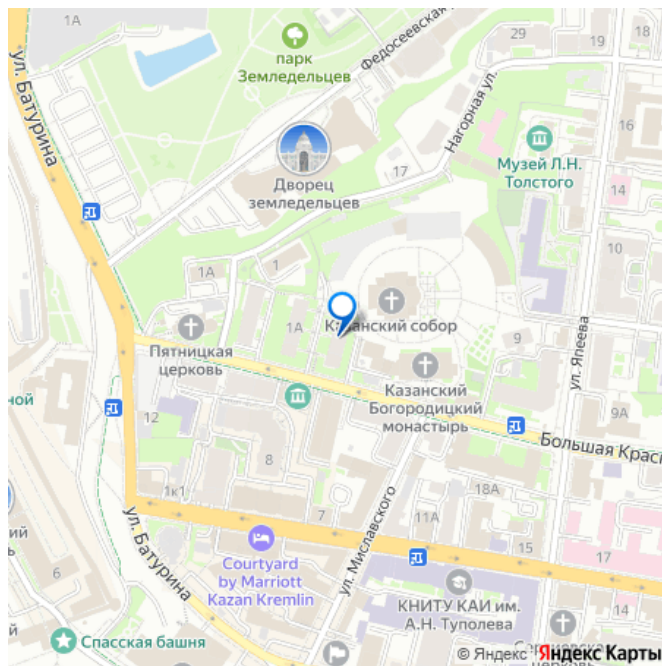 1А
ул. Батурина
парк
Земледельцев
Федосеевская
29
19
18
Нагорная ул.
16
Музей Л.Н.
Толстого
14
17
Дворец
земледельцев
10
1
1А
1А
Казанский собор
Пятницкая
церковь
9
ул. Япеева
Казанский
Богородицкий
монастырь
9А
12
Большая Крас
8
1к1
18А
7
11А
ул. Миславского
15
17
ул. Батурина
Courtyard
by Marriott
Kazan Kremlin
6
КНИТУ КАИ им.
А.Н. Туполева
Спасская башня
© Яндекс Яндекс Карты